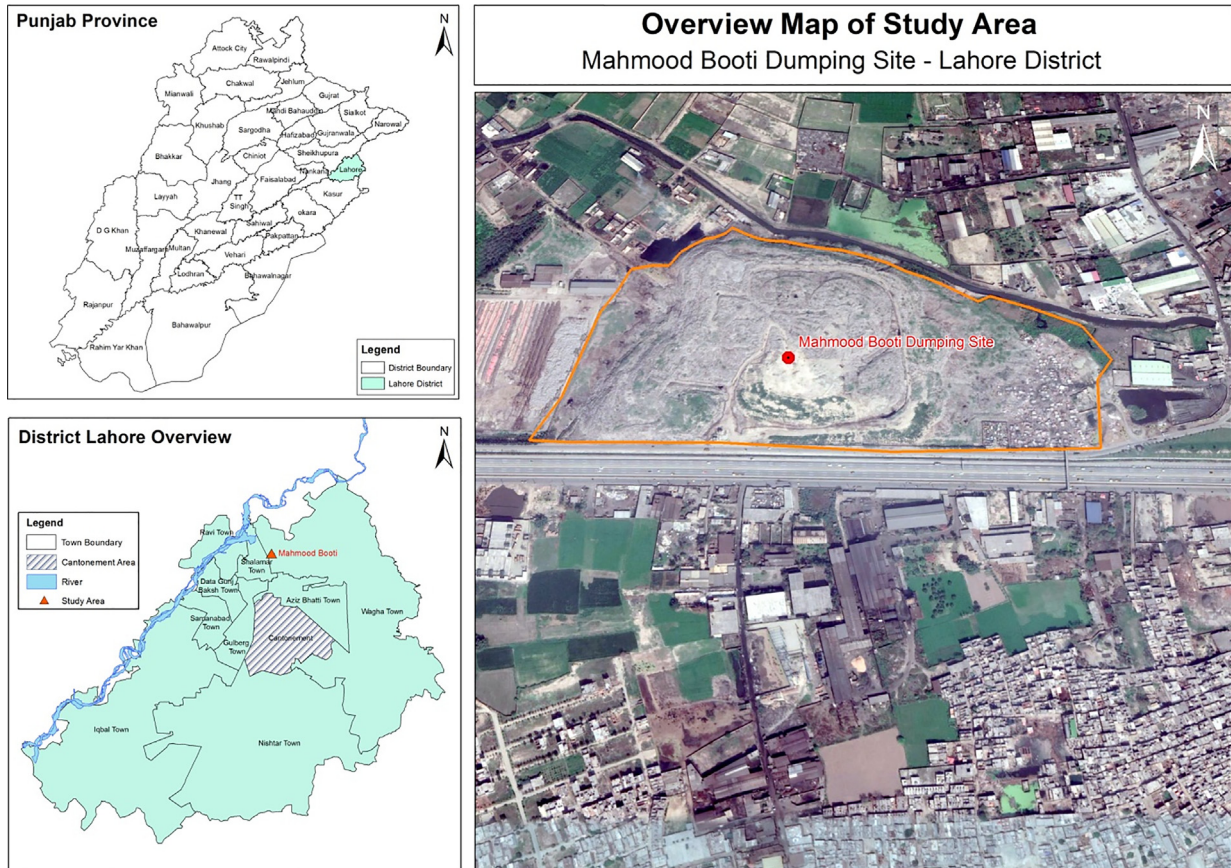 Punjab Province
N
Attock City
Rawalpindi
Chakwal
Jehlum
Mianwali
Gujrat
Mandi Bahauddin
Sialkot
Khushab
Narowal
Sargodha
Hafizabad
Gujranwala
Sheikhupura
Bhakkar
Chiniot
Nankana
Lahore
Jhang
Faisalabad
Kasur
Layyah
TT
Singh
okara
Sahiwal
D G Khan
Khanewal
Pakpattan
Muzaffargarh
Multan
Vehari
Lodhran
Bahawalnagar
Rajanpur
Bahawalpur
Rahim Yar Khan
Legend
District Boundary
Lahore District
District Lahore Overview
N
Legend
Town Boundary
Cantonement Area
River
Study Area
Ravi Town
Mahmood Booti
Shalamar
Town
Data Gunj
Baksh Town
Aziz Bhatti Town
Wagha Town
Samanabad
Town
Gulberg
Town
Cantonement
Iqbal Town
Nishtar Town
Overview Map of Study Area
Mahmood Booti Dumping Site - Lahore District
N
Mahmood Booti Dumping Site